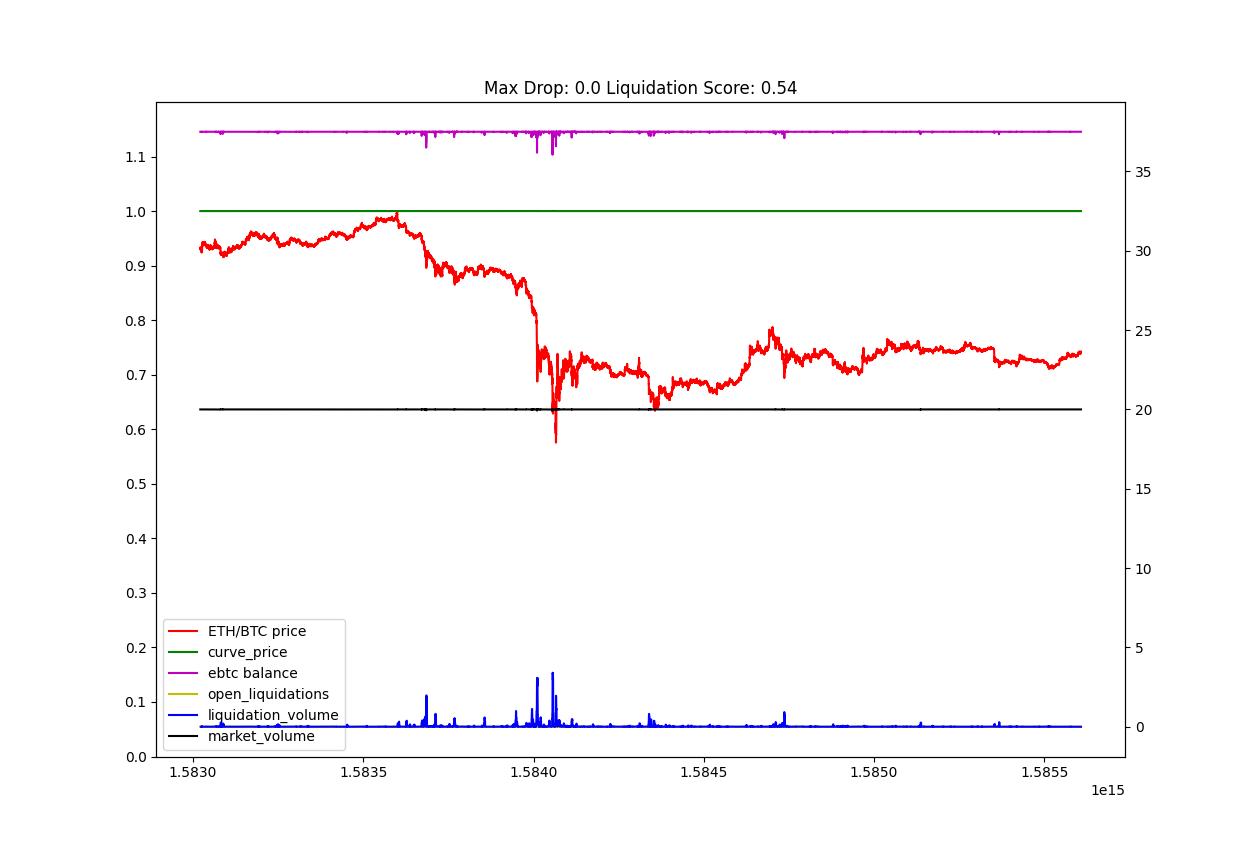 Max Drop: 0.0 Liquidation Score: 0.54
1.1
1.0
0.9
0.8
0.7
0.6
0.5
0.4
0.3
0.2
0.1
0.0
35
30
25
20
15
10
5
0
ETH/BTC price
curve_price
ebtc balance
open_liquidations
liquidation_volume
market_volume
1.5830 1.5835 1.5840 1.5845 1.5850 1.5855
1e15